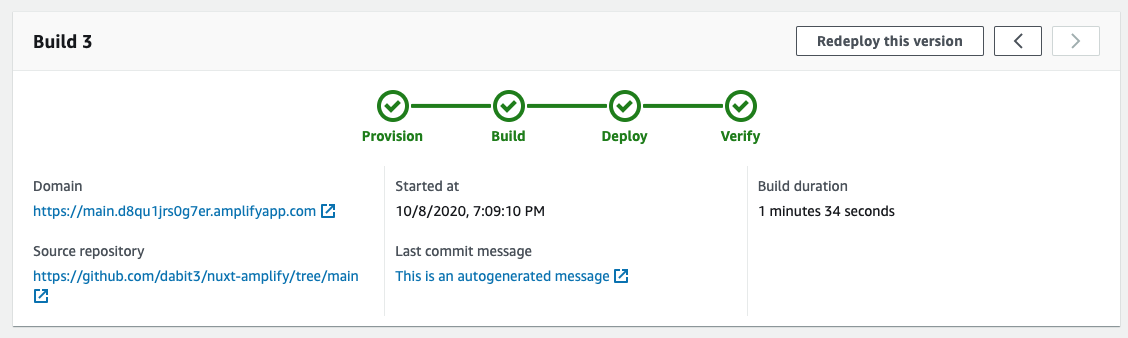 Build 3
Redeploy this version
Provision
Build
Deploy
Verify
Domain
https://main.d8qu1jrs0g7er.amplifyapp.com
Source repository
https://github.com/dabit3/nuxt-amplify/tree/main
Started at
10/8/2020, 7:09:10 PM
Last commit message
This is an autogenerated message
Build duration
1 minutes 34 seconds